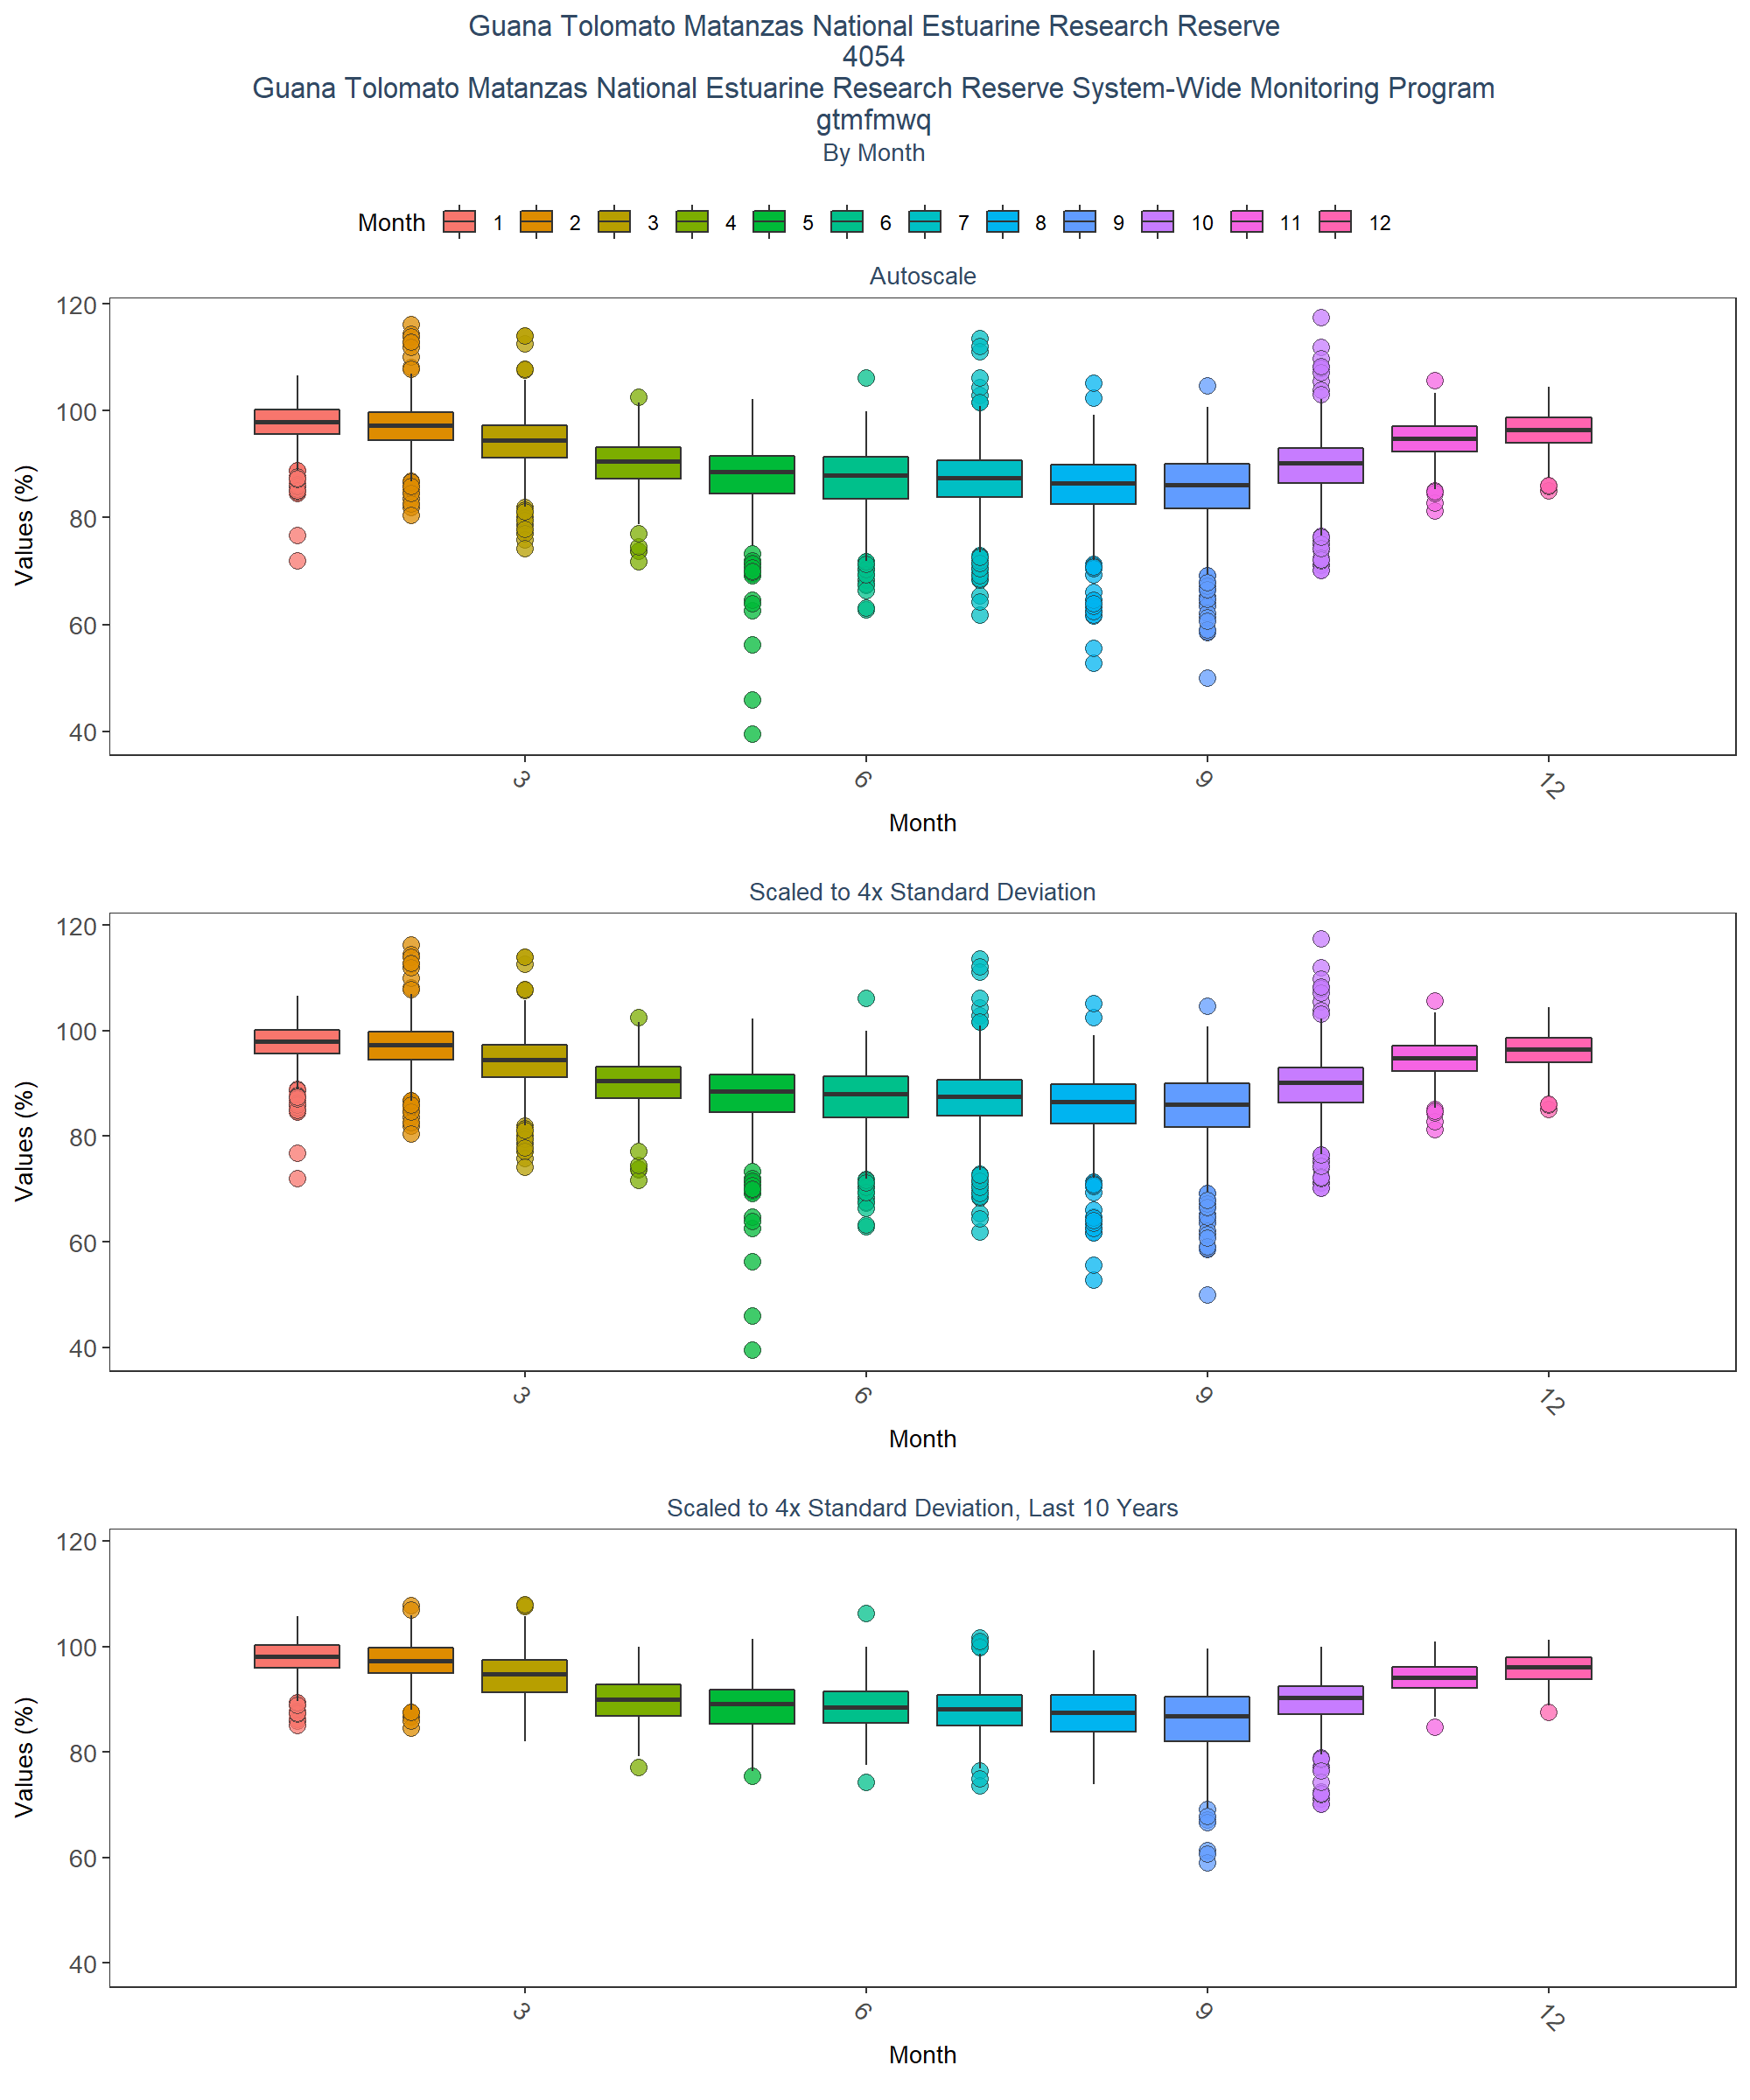 Guana Tolomato Matanzas National Estuarine Research Reserve
4054
Guana Tolomato Matanzas National Estuarine Research Reserve System-Wide Monitoring Program
gtmfmwq
By Month
Month 1 2 3 4 5 6 7 8 9 10 11 12
Autoscale
Values (%)
120
100
80
60
40
3 6 9 12
Month
Scaled to 4x Standard Deviation
Values (%)
120
100
80
60
40
3 6 9 12
Month
Scaled to 4x Standard Deviation, Last 10 Years
Values (%)
120
100
80
60
40
3 6 9 12
Month